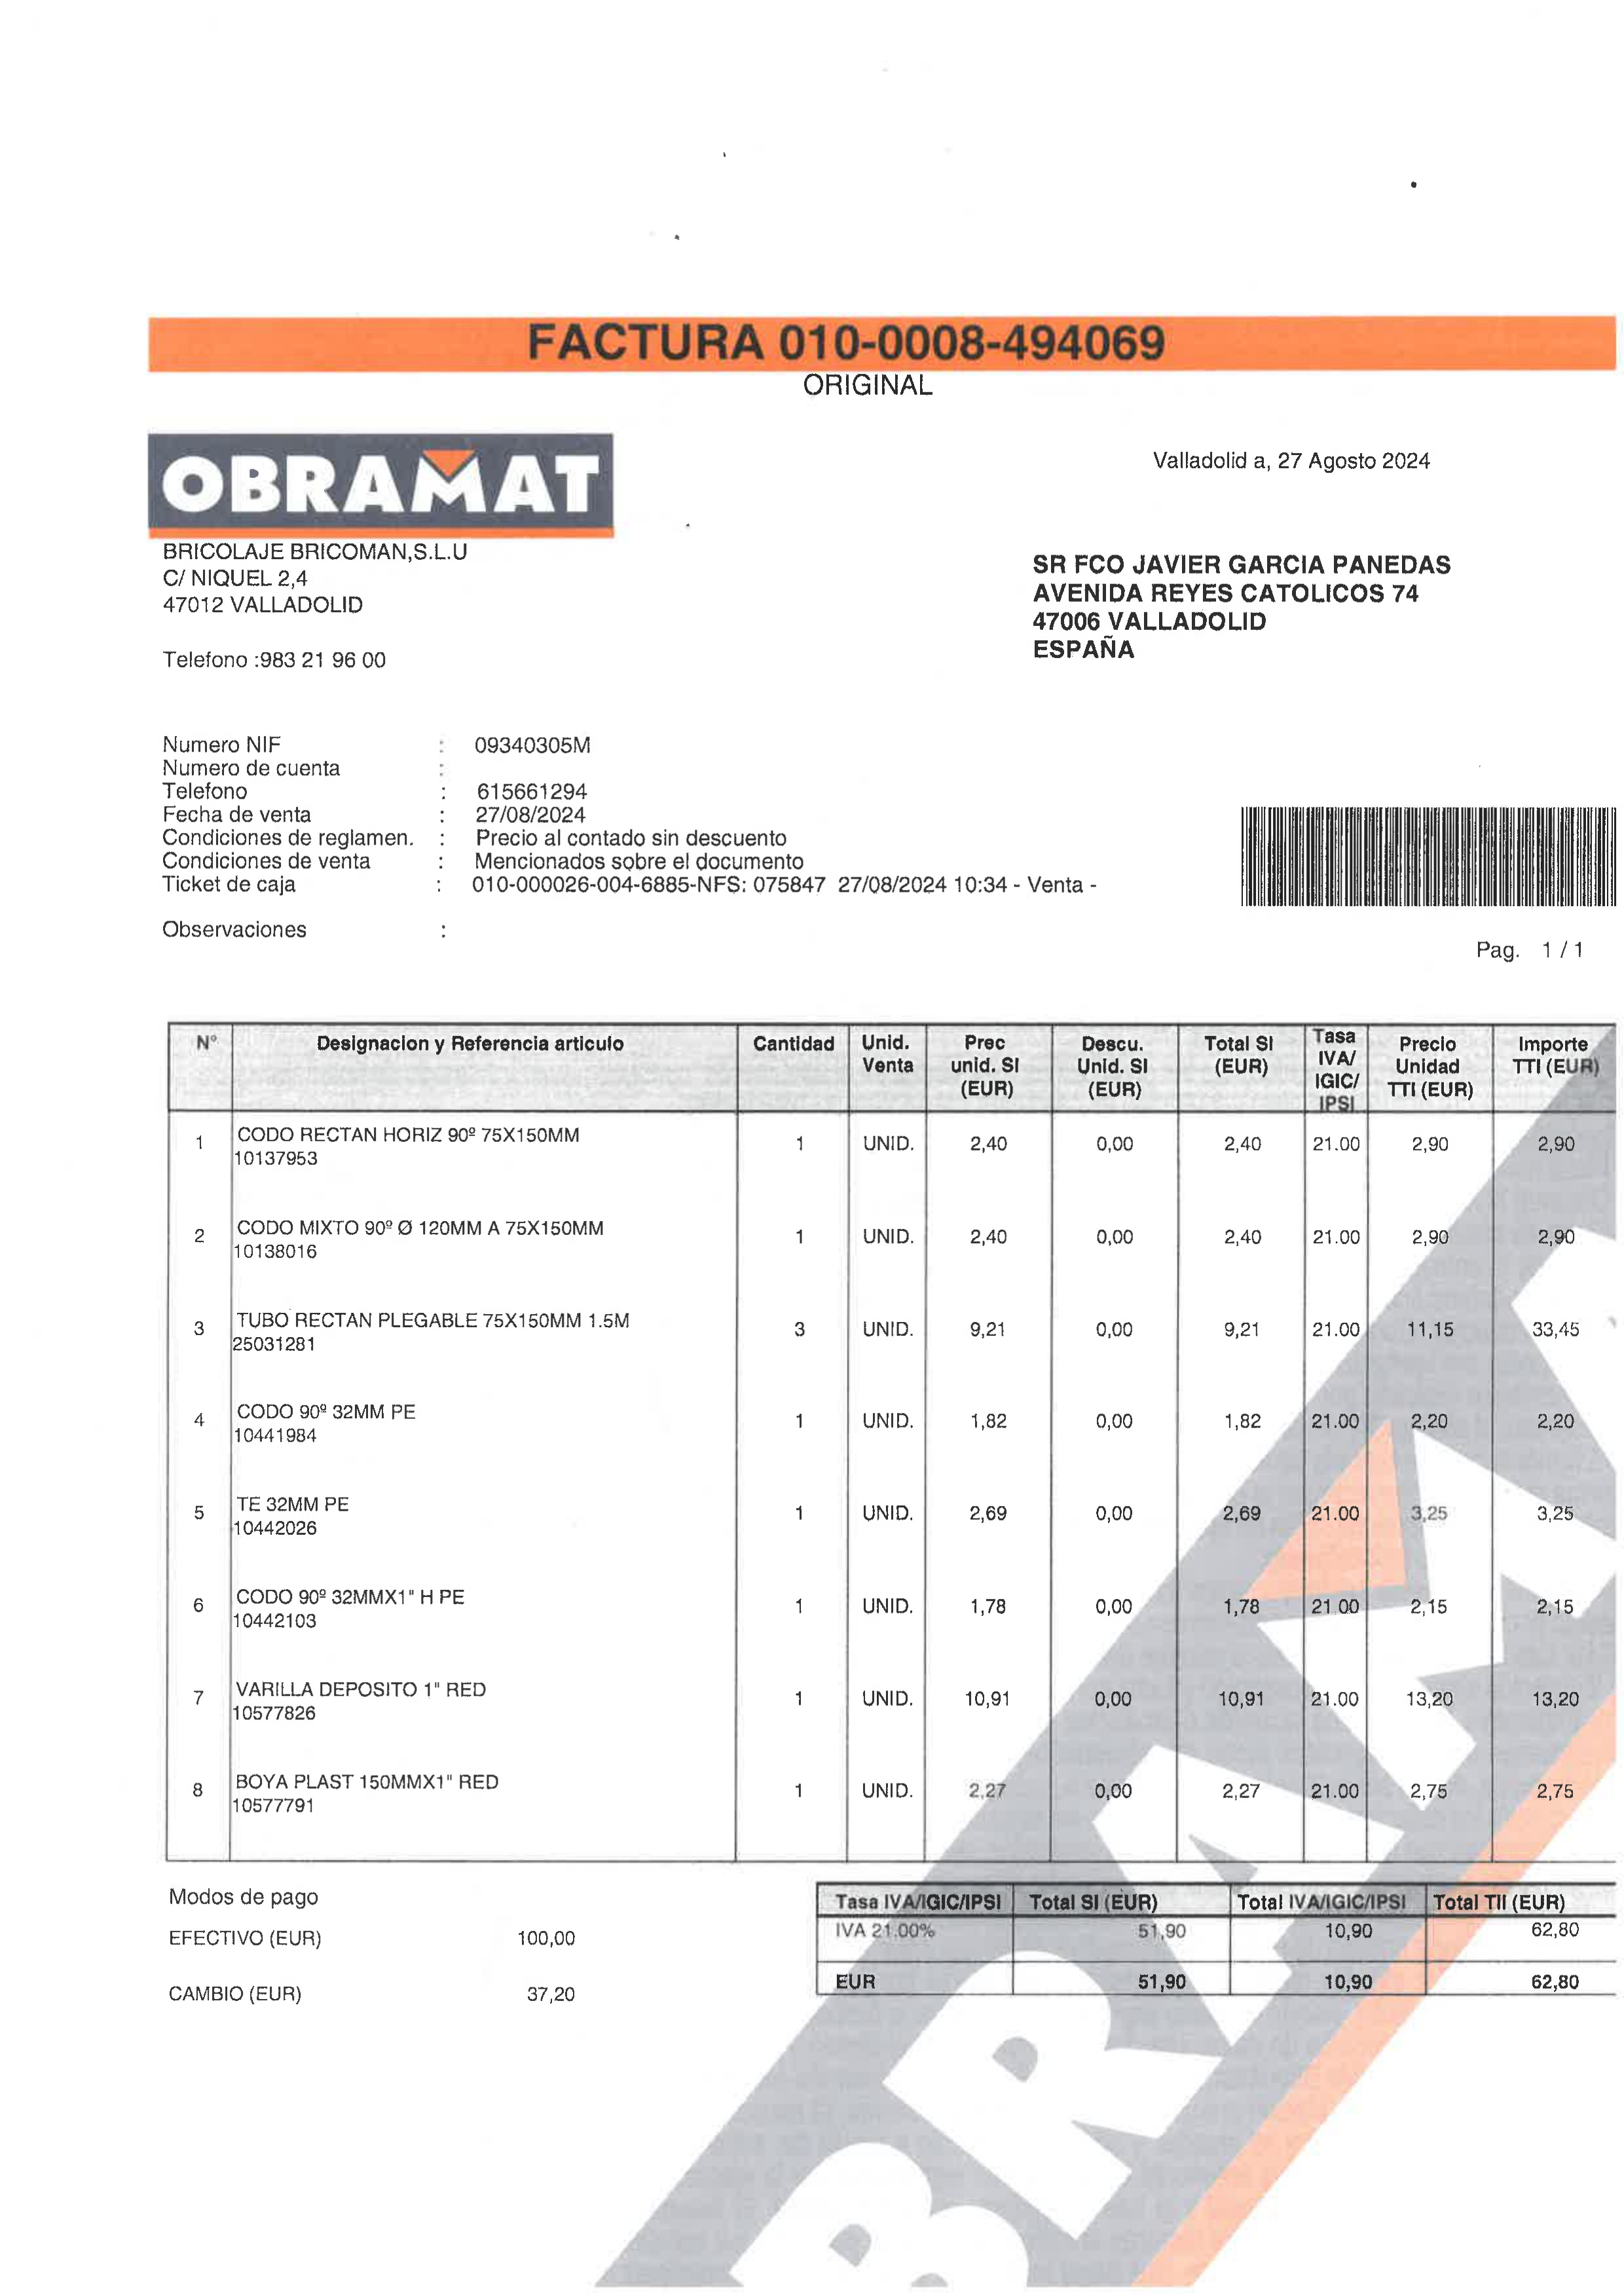 FACTURA 010-0008-494069
ORIGINAL
OBRAMAT
Valladolid a, 27 Agosto 2024
BRICOLAJE BRICOMAN,S.L.U
C/ NIQUEL 2,4
47012 VALLADOLID
Telefono :983 21 96 00
SR FCO JAVIER GARCIA PANEDAS
AVENIDA REYES CATOLICOS 74
47006 VALLADOLID
ESPAÑA
Numero NIF : 09340305M
Numero de cuenta :
Telefono : 615661294
Fecha de venta : 27/08/2024
Condiciones de reglamen. : Precio al contado sin descuento
Condiciones de venta : Mencionados sobre el documento
Ticket de caja : 010-000026-004-6885-NFS: 075847 27/08/2024 10:34 - Venta -
Observaciones :
Pag. 1 / 1
Nº Designacion y Referencia articulo Cantidad Unid. Venta Prec unid. SI (EUR) Descu. Unid. SI (EUR) Total SI (EUR) Tasa IVA/ IGIC/ IPSI Precio Unidad TTI (EUR) Importe TTI (EUR)
1 CODO RECTAN HORIZ 90º 75X150MM 1 UNID. 2,40 0,00 2,40 21.00 2,90 2,90
10137953
2 CODO MIXTO 90º Ø 120MM A 75X150MM 1 UNID. 2,40 0,00 2,40 21.00 2,90 2,90
10138016
3 TUBO RECTAN PLEGABLE 75X150MM 1.5M 3 UNID. 9,21 0,00 9,21 21.00 11,15 33,45
25031281
4 CODO 90º 32MM PE 1 UNID. 1,82 0,00 1,82 21.00 2,20 2,20
10441984
5 TE 32MM PE 1 UNID. 2,69 0,00 2,69 21.00 3,25 3,25
10442026
6 CODO 90º 32MMX1" H PE 1 UNID. 1,78 0,00 1,78 21.00 2,15 2,15
10442103
7 VARILLA DEPOSITO 1" RED 1 UNID. 10,91 0,00 10,91 21.00 13,20 13,20
10577826
8 BOYA PLAST 150MMX1" RED 1 UNID. 2,27 0,00 2,27 21.00 2,75 2,75
10577791
Modos de pago
EFECTIVO (EUR) 100,00
CAMBIO (EUR) 37,20
Tasa IVA/IGIC/IPSI Total SI (EUR) Total IVA/IGIC/IPSI Total TII (EUR)
IVA 21.00% 51,90 10,90 62,80
EUR 51,90 10,90 62,80